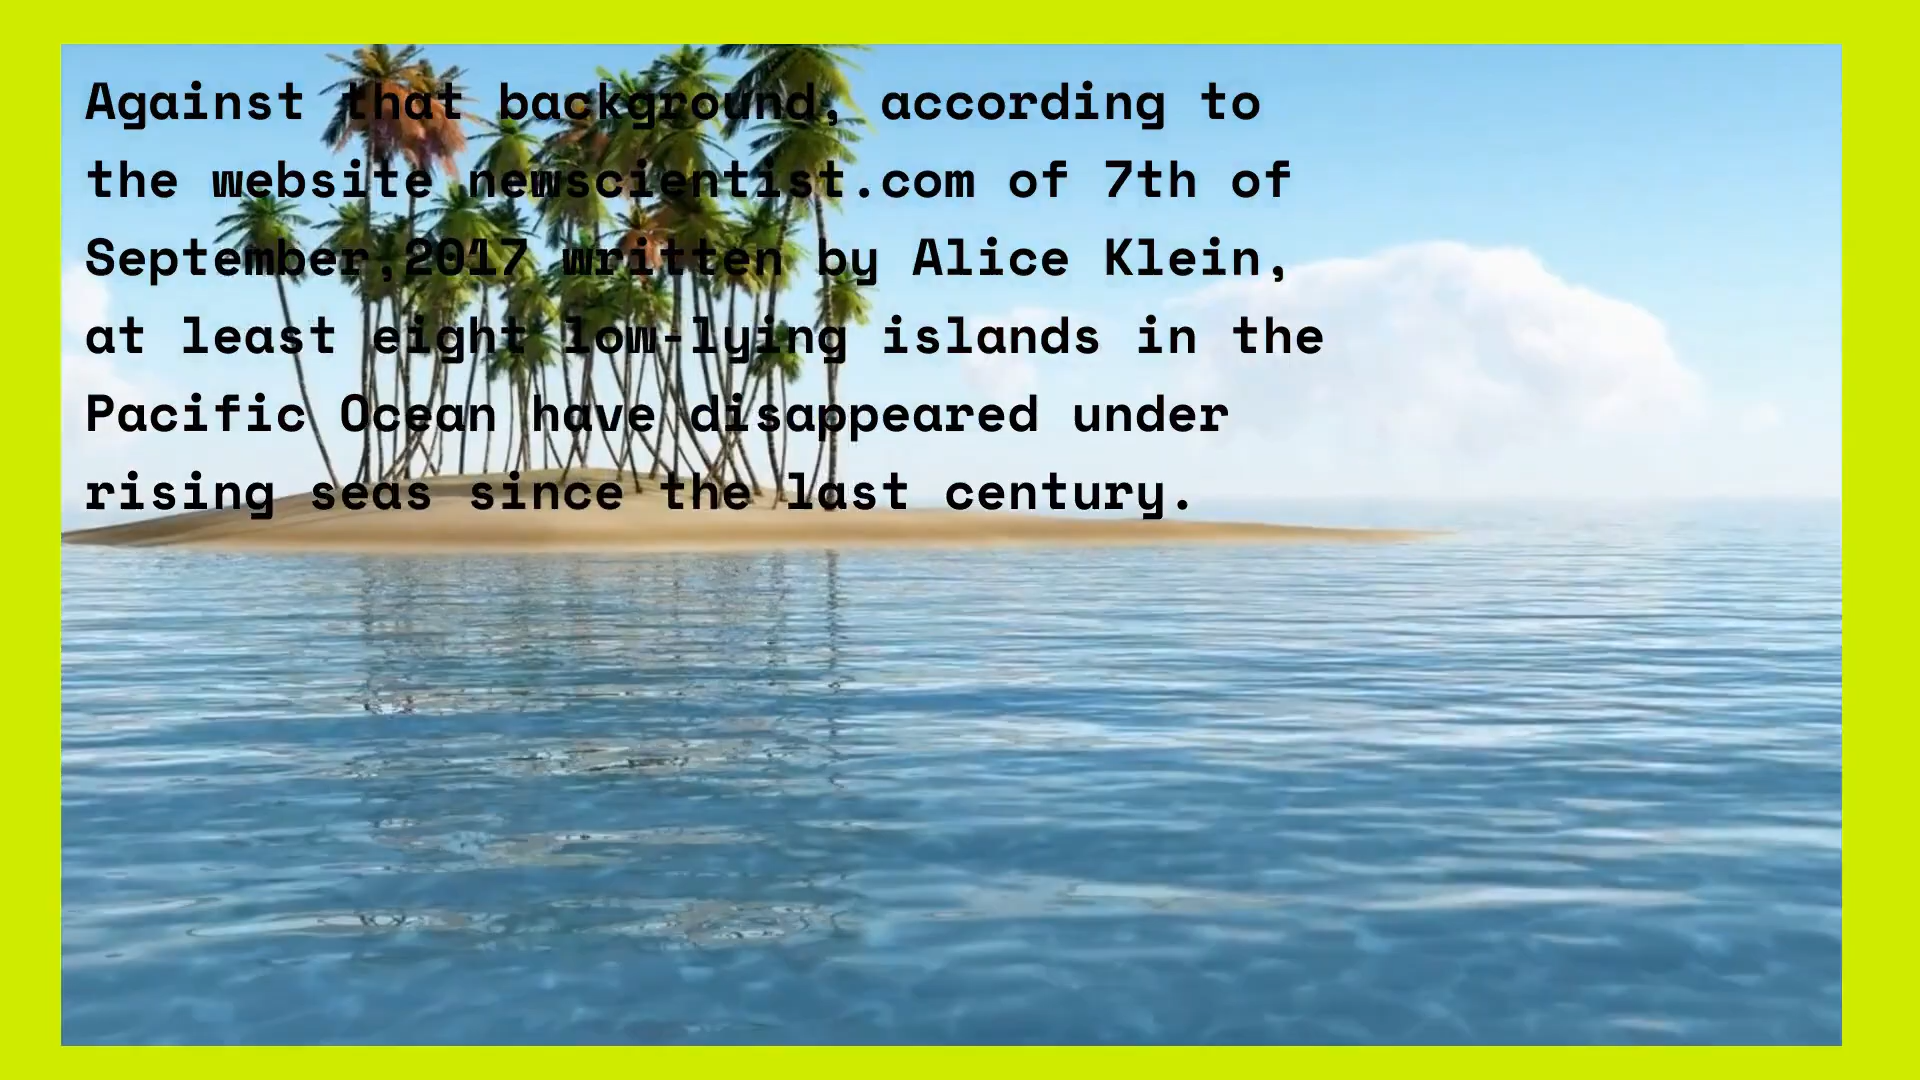 Against that background, according to
the website newscientist.com of 7th of
September,2017 written by Alice Klein,
at least eight low-lying islands in the
Pacific Ocean have disappeared under
rising seas since the last century.